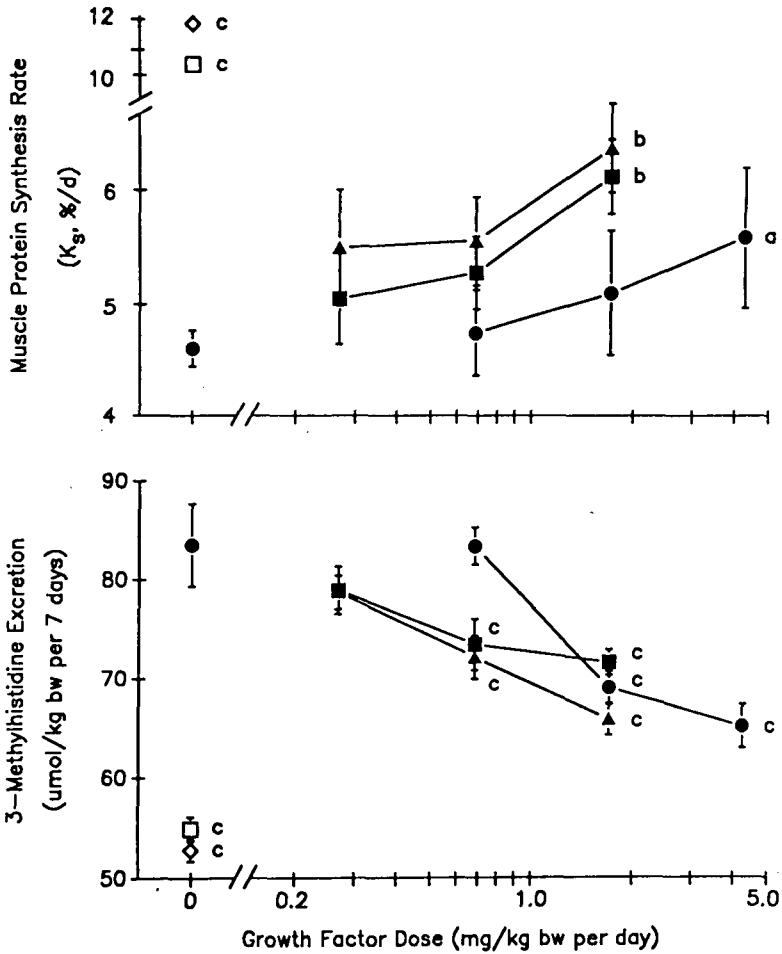 12
c
c
10
Muscle Protein Synthesis Rate
(Ks, %/d)
b
b
6
a
5
4
90
80
3-Methylhistidine Excretion
(umol/kg bw per 7 days)
c
c
70
c
c
c
c
60
c
c
50
0
0.2
1.0
5.0
Growth Factor Dose (mg/kg bw per day)